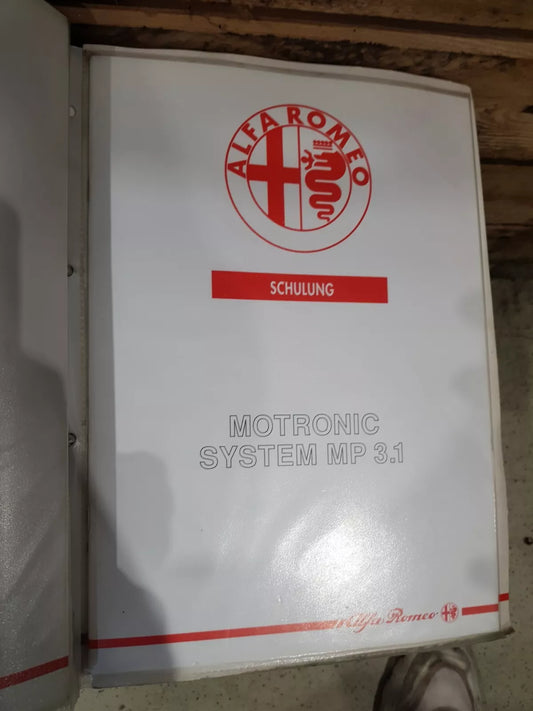 ALFA ROMEO
SCHULUNG
MOTRONIC
SYSTEM MP 3.1
Alfa Romeo